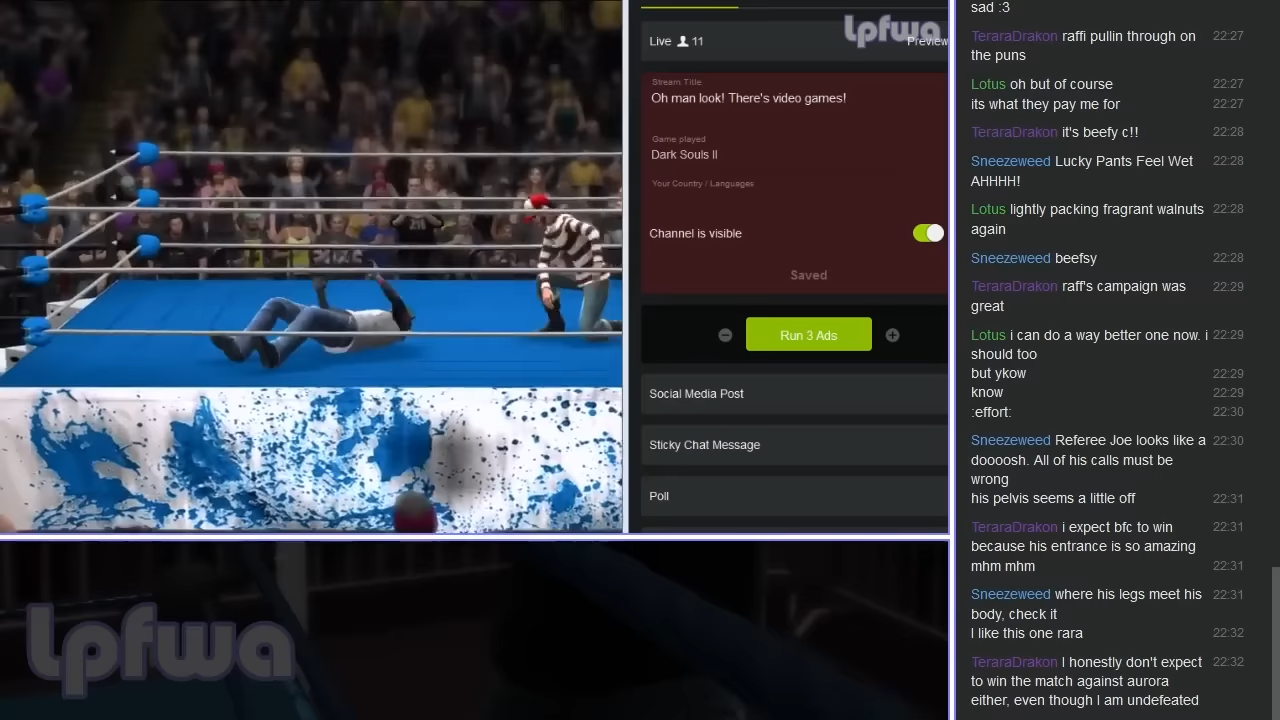 lpfwa
Live 11
Preview
Stream Title
Oh man look! There's video games!
Game played
Dark Souls II
Your Country / Languages
Channel is visible
Saved
Run 3 Ads
Social Media Post
Sticky Chat Message
Poll
lpfwa
sad :3
TeraraDrakon raffi pullin through on 22:27
the puns
Lotus oh but of course 22:27
its what they pay me for 22:27
TeraraDrakon it's beefy c!! 22:28
Sneezeweed Lucky Pants Feel Wet 22:28
AHHHH!
Lotus lightly packing fragrant walnuts 22:28
again
Sneezeweed beefsy 22:28
TeraraDrakon raff's campaign was 22:29
great
Lotus i can do a way better one now. i 22:29
should too
but ykow 22:29
know 22:29
:effort: 22:30
Sneezeweed Referee Joe looks like a 22:30
doooosh. All of his calls must be
wrong
his pelvis seems a little off 22:31
TeraraDrakon i expect bfc to win 22:31
because his entrance is so amazing
mhm mhm 22:31
Sneezeweed where his legs meet his 22:31
body, check it
I like this one rara 22:32
TeraraDrakon I honestly don't expect 22:32
to win the match against aurora
either, even though I am undefeated